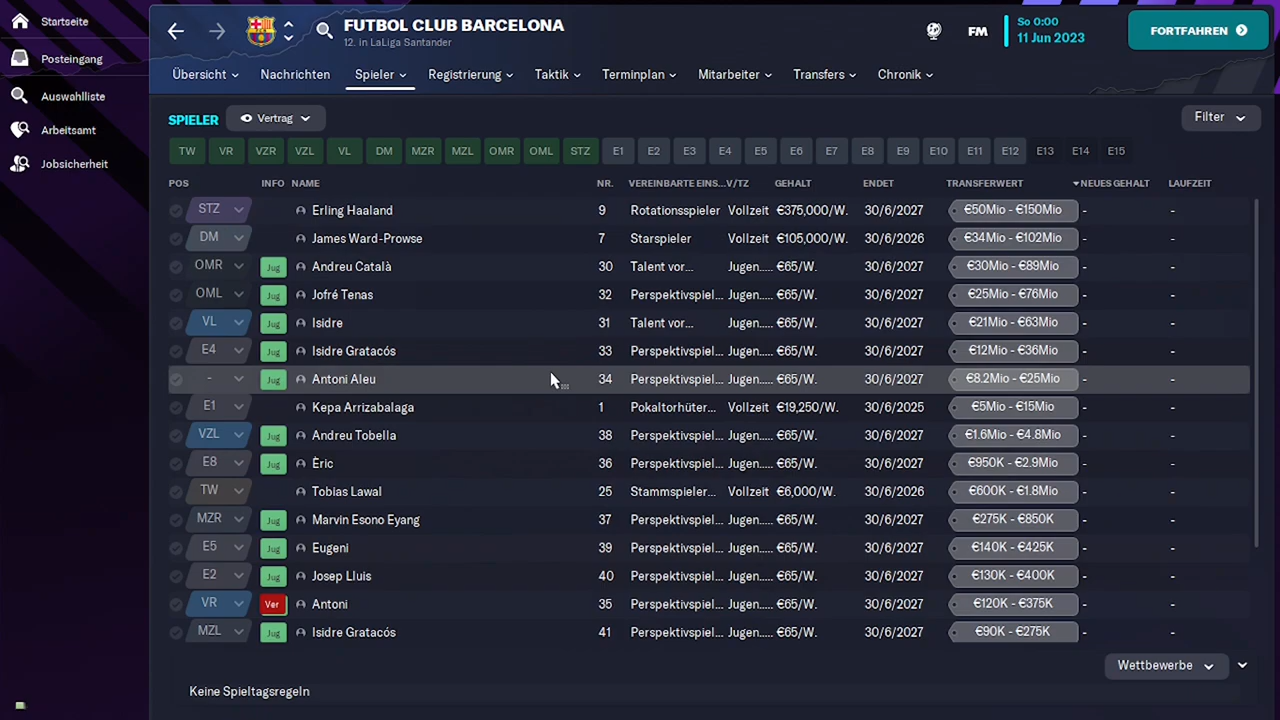 Startseite
Posteingang
Auswahlliste
Arbeitsamt
Jobsicherheit
FUTBOL CLUB BARCELONA
12. in LaLiga Santander
FM
So 0:00
11 Jun 2023
FORTFAHREN
Übersicht Nachrichten Spieler Registrierung Taktik Terminplan Mitarbeiter Transfers Chronik
SPIELER Vertrag Filter
TW VR VZR VZL VL DM MZR MZL OMR OML STZ E1 E2 E3 E4 E5 E6 E7 E8 E9 E10 E11 E12 E13 E14 E15
POS INFO NAME NR. VEREINBARTE EINS... V/TZ GEHALT ENDET TRANSFERWERT NEUES GEHALT LAUFZEIT
STZ Erling Haaland 9 Rotationsspieler Vollzeit €375,000/W. 30/6/2027 €50Mio - €150Mio - -
DM James Ward-Prowse 7 Starspieler Vollzeit €105,000/W. 30/6/2026 €34Mio - €102Mio - -
OMR Jug Andreu Català 30 Talent vor... Jugen..... €65/W. 30/6/2027 €30Mio - €89Mio - -
OML Jug Jofré Tenas 32 Perspektivspiel... Jugen..... €65/W. 30/6/2027 €25Mio - €76Mio - -
VL Jug Isidre 31 Talent vor... Jugen..... €65/W. 30/6/2027 €21Mio - €63Mio - -
E4 Jug Isidre Gratacós 33 Perspektivspiel... Jugen..... €65/W. 30/6/2027 €12Mio - €36Mio - -
- Jug Antoni Aleu 34 Perspektivspiel... Jugen..... €65/W. 30/6/2027 €8.2Mio - €25Mio - -
E1 Kepa Arrizabalaga 1 Pokaltorhüter... Vollzeit €19,250/W. 30/6/2025 €5Mio - €15Mio - -
VZL Jug Andreu Tobella 38 Perspektivspiel... Jugen..... €65/W. 30/6/2027 €1.6Mio - €4.8Mio - -
E8 Jug Èric 36 Perspektivspiel... Jugen..... €65/W. 30/6/2027 €950K - €2.9Mio - -
TW Tobias Lawal 25 Stammspieler... Vollzeit €6,000/W. 30/6/2026 €600K - €1.8Mio - -
MZR Jug Marvin Esono Eyang 37 Perspektivspiel... Jugen..... €65/W. 30/6/2027 €275K - €850K - -
E5 Jug Eugeni 39 Perspektivspiel... Jugen..... €65/W. 30/6/2027 €140K - €425K - -
E2 Jug Josep Lluis 40 Perspektivspiel... Jugen..... €65/W. 30/6/2027 €130K - €400K - -
VR Ver Antoni 35 Perspektivspiel... Jugen..... €65/W. 30/6/2027 €120K - €375K - -
MZL Jug Isidre Gratacós 41 Perspektivspiel... Jugen..... €65/W. 30/6/2027 €90K - €275K - -
Wettbewerbe
Keine Spieltagsregeln